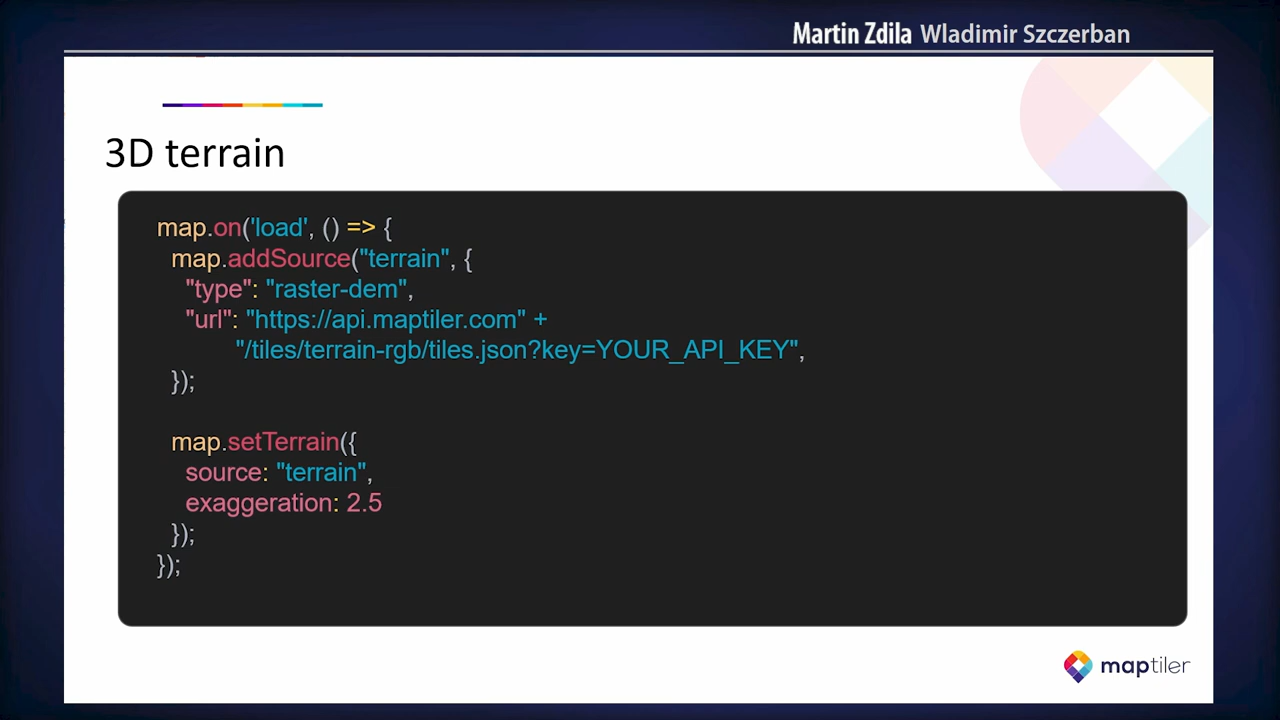 Martin Zdila Wladimir Szczerban
3D terrain
map.on('load', () => {
map.addSource("terrain", {
"type": "raster-dem",
"url": "https://api.maptiler.com" +
"/tiles/terrain-rgb/tiles.json?key=YOUR_API_KEY",
});
map.setTerrain({
source: "terrain",
exaggeration: 2.5
});
});
maptiler